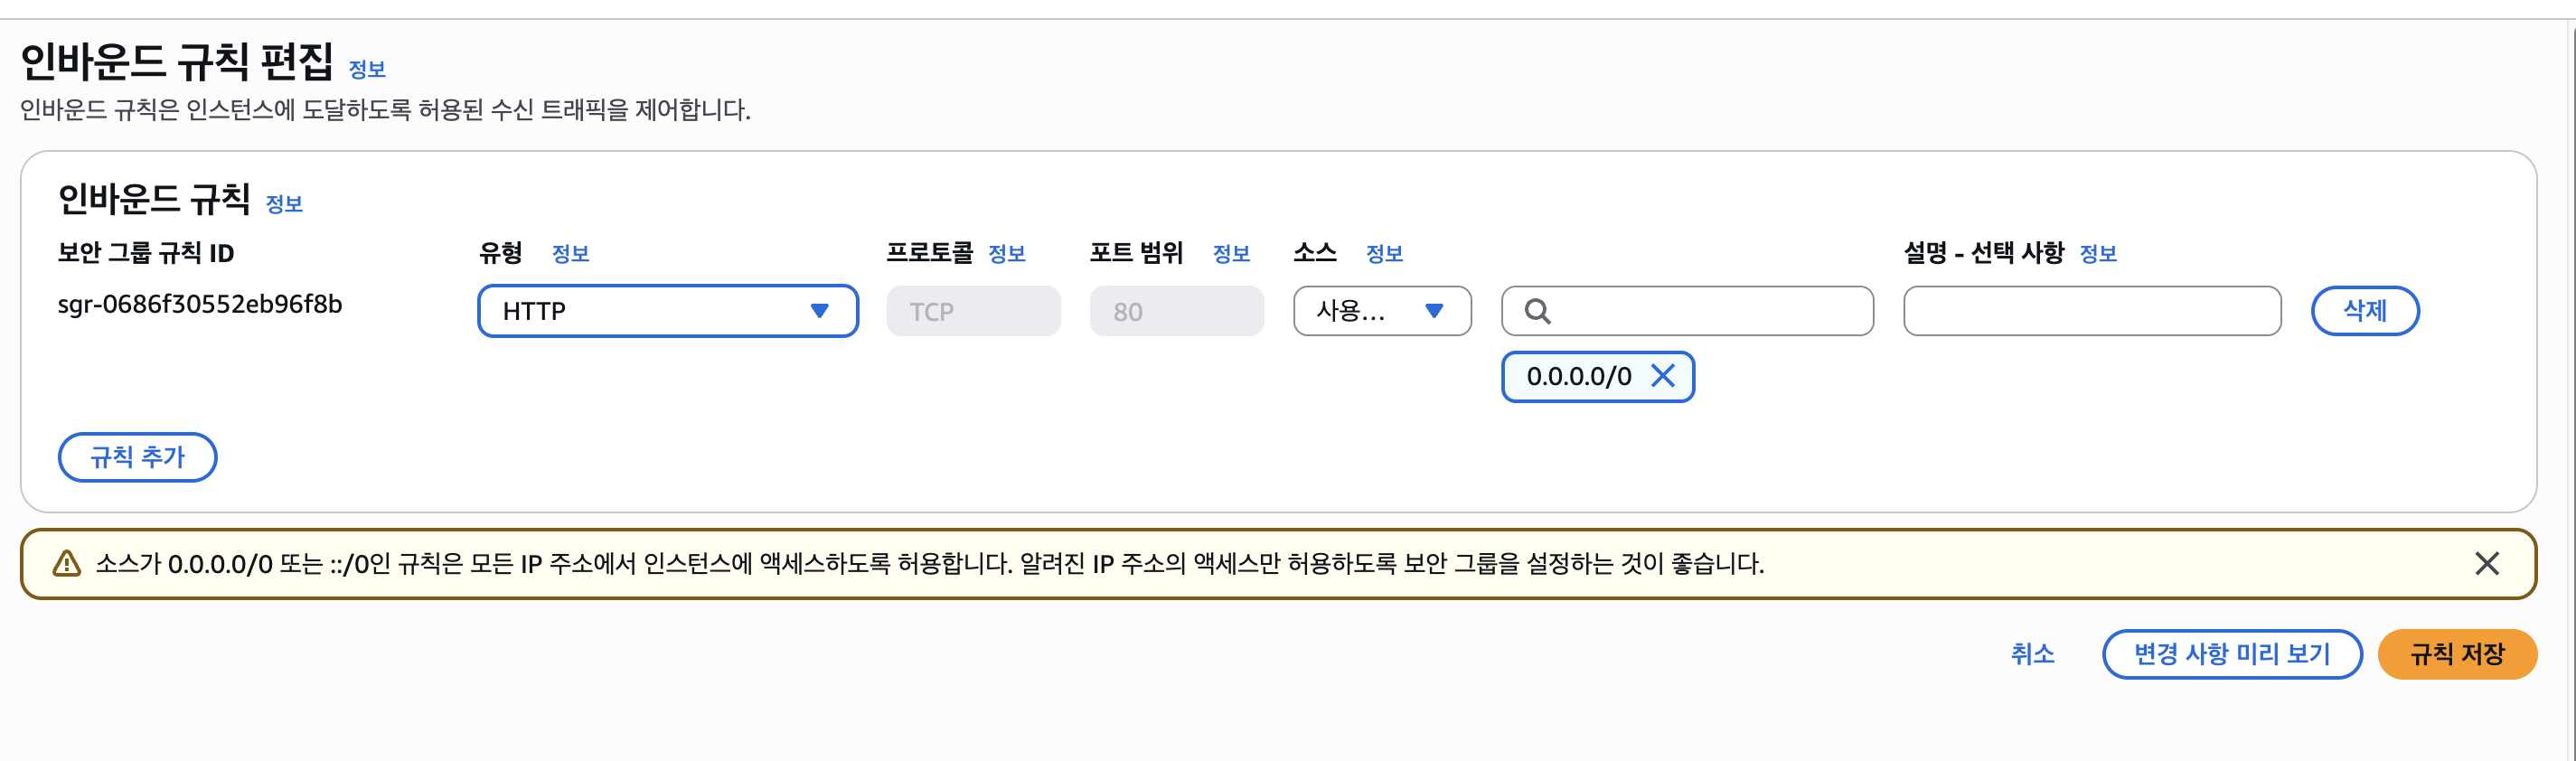 인바운드 규칙 편집 정보
인바운드 규칙은 인스턴스에 도달하도록 허용된 수신 트래픽을 제어합니다.
인바운드 규칙 정보
보안 그룹 규칙 ID 유형 정보 프로토콜 정보 포트 범위 정보 소스 정보 설명 - 선택 사항 정보
sgr-0686f30552eb96f8b HTTP TCP 80 사용... 삭제
0.0.0.0/0
규칙 추가
소스가 0.0.0.0/0 또는 ::/0인 규칙은 모든 IP 주소에서 인스턴스에 액세스하도록 허용합니다. 알려진 IP 주소의 액세스만 허용하도록 보안 그룹을 설정하는 것이 좋습니다.
취소 변경 사항 미리 보기 규칙 저장